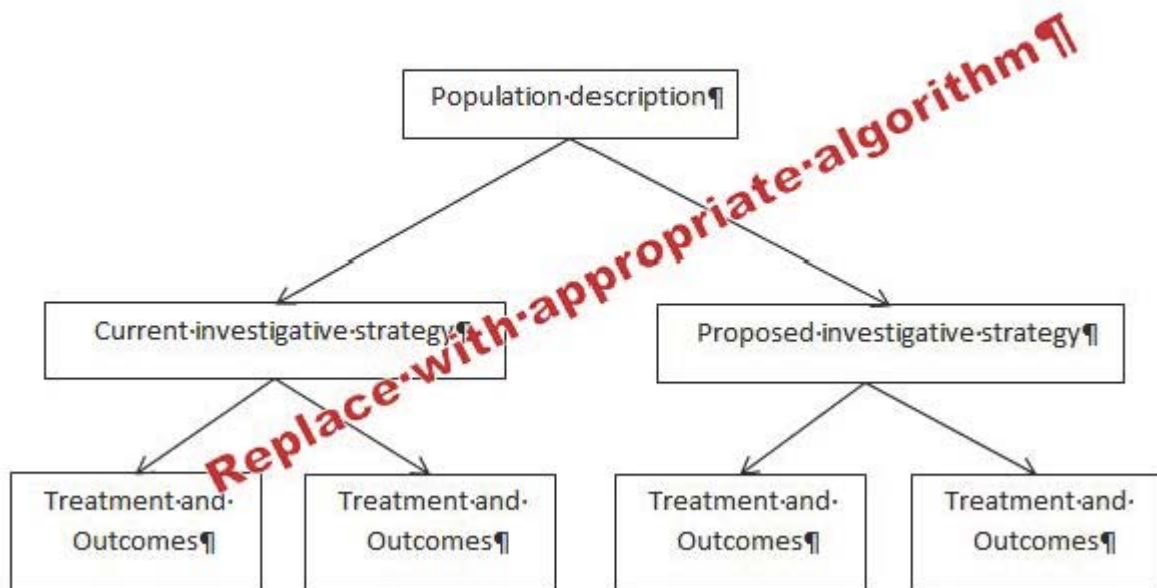 Population·description¶
Replace·with·appropriate·algorithm¶
Current·investigative·strategy¶
Proposed·investigative·strategy¶
Treatment·and·
Outcomes¶
Treatment·and·
Outcomes¶
Treatment·and·
Outcomes¶
Treatment·and·
Outcomes¶